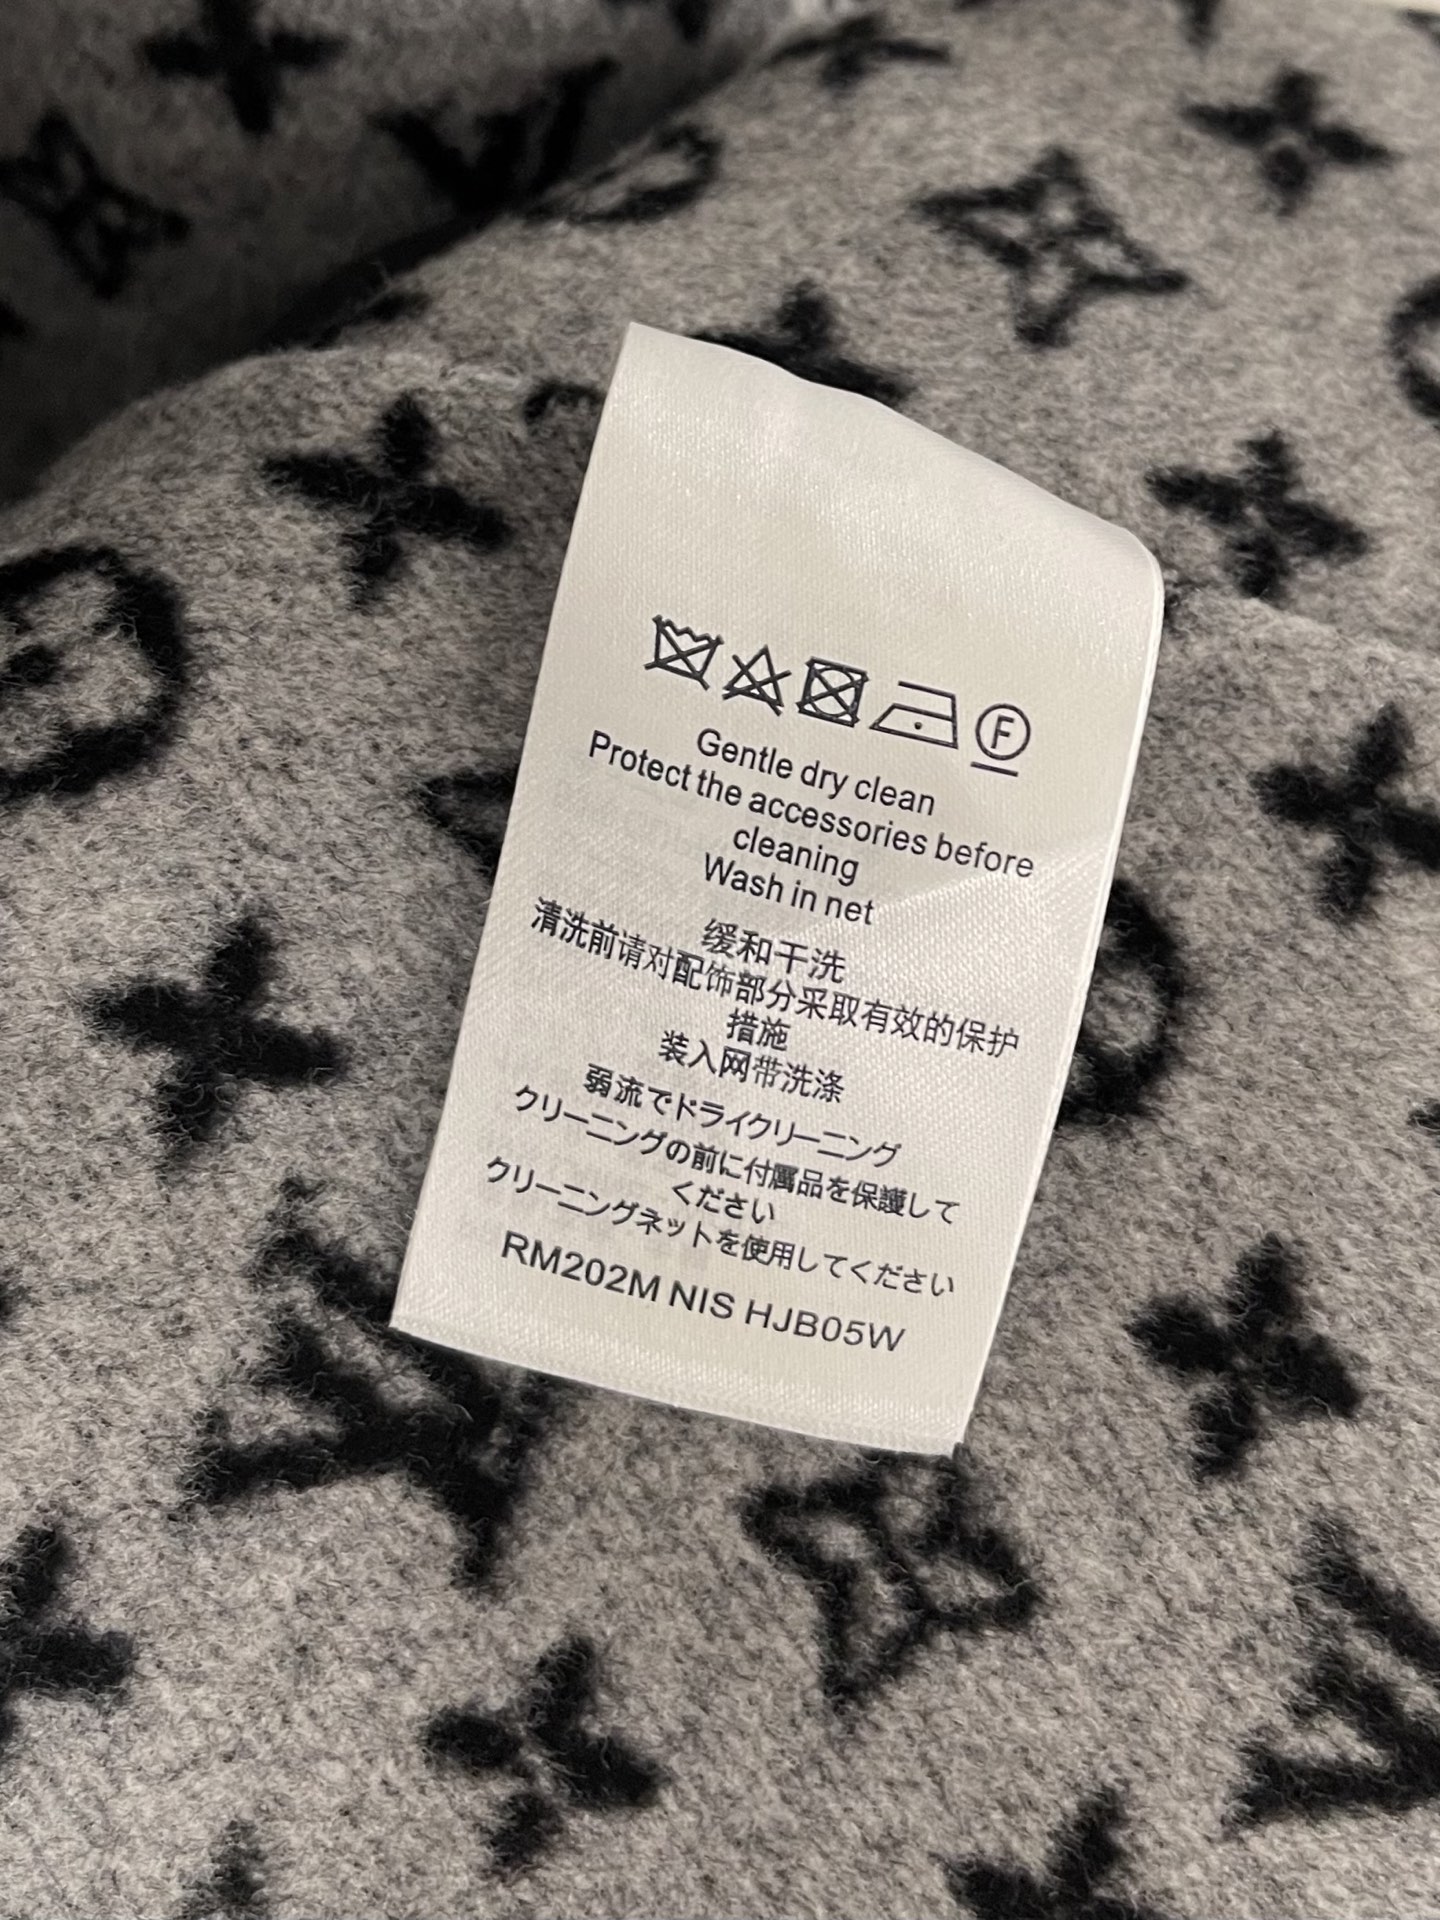 F
Gentle dry clean
Protect the accessories before
cleaning
Wash in net
缓和干洗
清洗前请对配饰部分采取有效的保护
措施
装入网带洗涤
弱流でドライクリーニング
クリーニングの前に付属品を保護して
ください
クリーニングネットを使用してください
RM202M NIS HJB05W